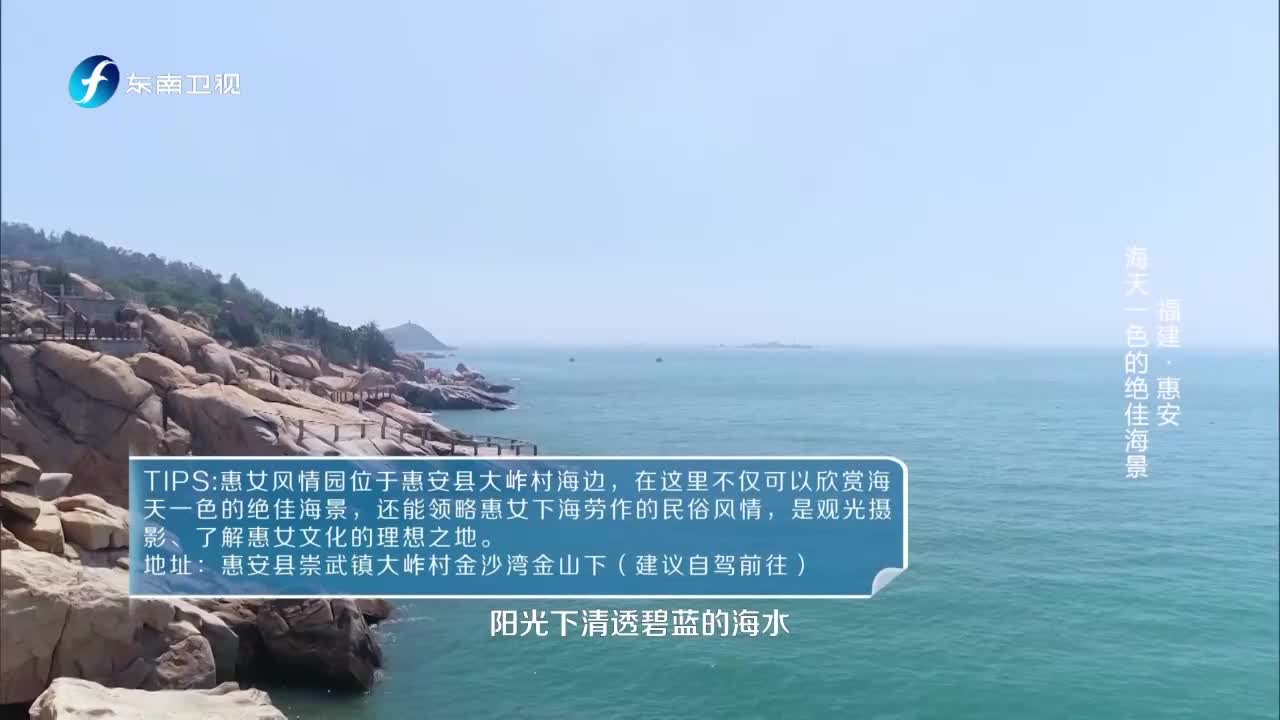 东南卫视
福建·惠安
海天一色的绝佳海景
TIPS:惠女风情园位于惠安县大岞村海边，在这里不仅可以欣赏海
天一色的绝佳海景，还能领略惠女下海劳作的民俗风情，是观光摄
影、了解惠女文化的理想之地。
地址：惠安县崇武镇大岞村金沙湾金山下（建议自驾前往）
阳光下清透碧蓝的海水